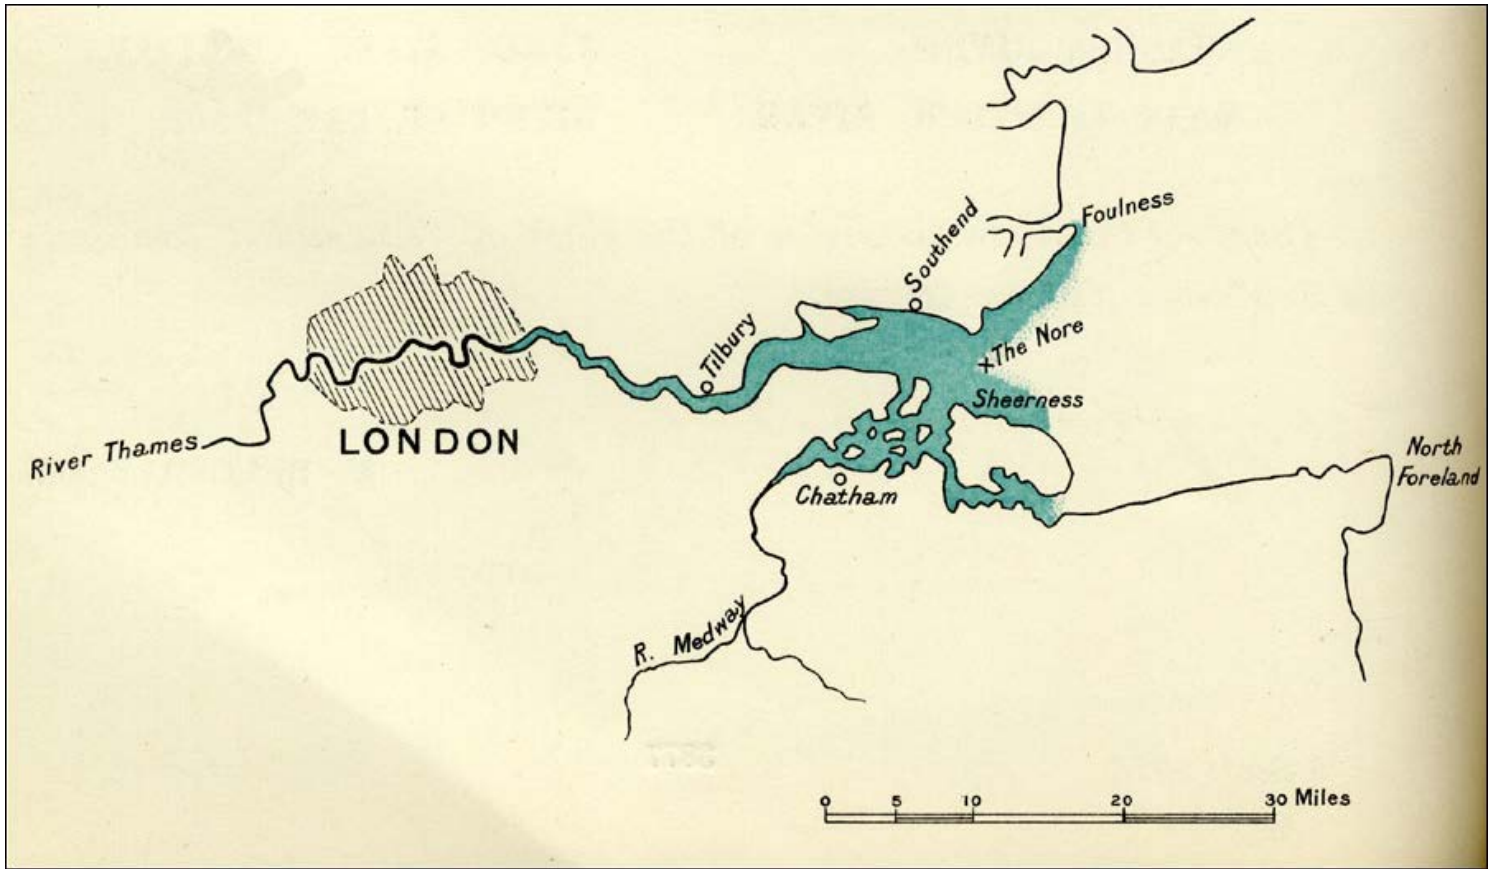 Foulness
Southend
The Nore
Tilbury
Sheerness
LONDON
River Thames
North
Foreland
Chatham
R. Medway
0 5 10 20 30 Miles